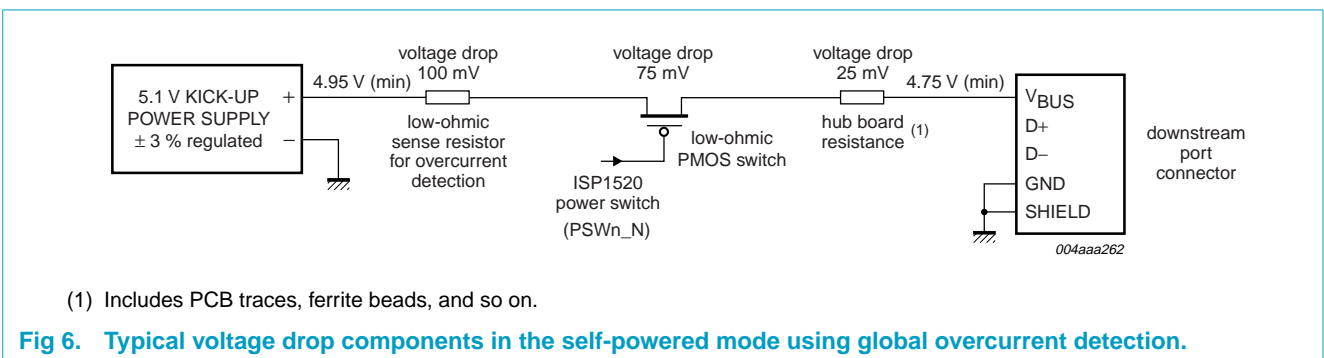 5.1 V KICK-UP
POWER SUPPLY
± 3 % regulated
+
−
4.95 V (min)
voltage drop
100 mV
low-ohmic
sense resistor
for overcurrent
detection
voltage drop
75 mV
low-ohmic
PMOS switch
ISP1520
power switch
(PSWn_N)
voltage drop
25 mV
hub board
resistance (1)
4.75 V (min)
VBUS
D+
D−
GND
SHIELD
downstream
port
connector
004aaa262
(1) Includes PCB traces, ferrite beads, and so on.
Fig 6. Typical voltage drop components in the self-powered mode using global overcurrent detection.